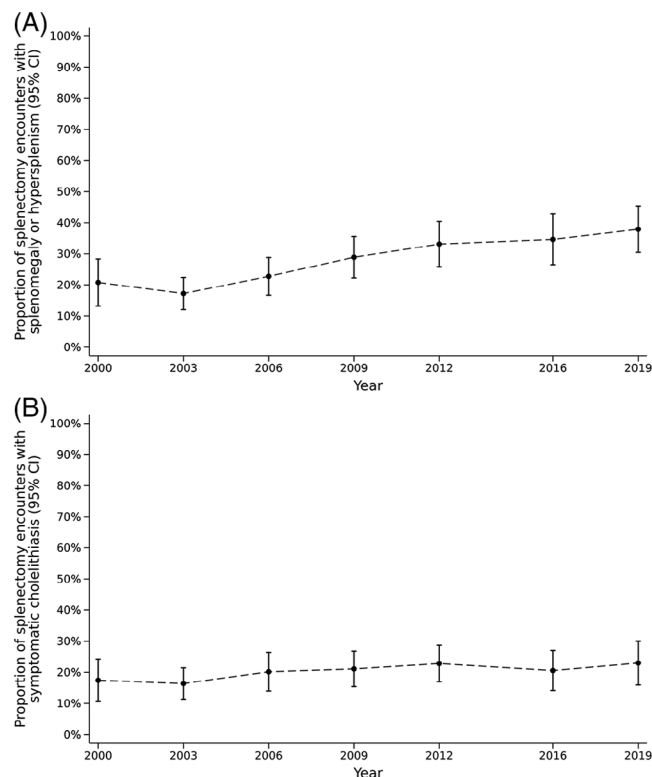 (A)
Proportion of splenectomy encounters with
splenomegaly or hypersplenism (95% CI)
100%
90%
80%
70%
60%
50%
40%
30%
20%
10%
0%
2000 2003 2006 2009 2012 2016 2019
Year
(B)
Proportion of splenectomy encounters with
symptomatic cholelithiasis (95% CI)
100%
90%
80%
70%
60%
50%
40%
30%
20%
10%
0%
2000 2003 2006 2009 2012 2016 2019
Year